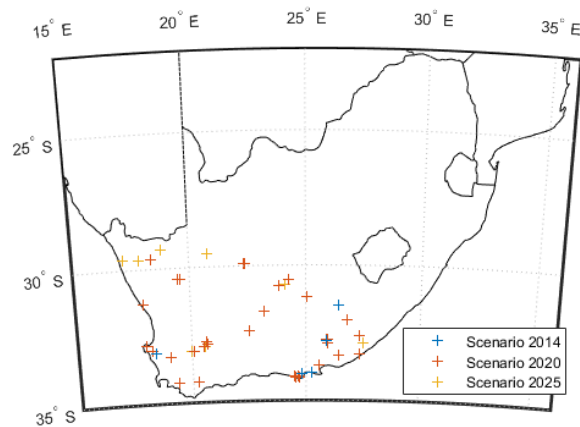 15° E 20° E 25° E 30° E 35° E
25° S
30° S
35° S
Scenario 2014
Scenario 2020
Scenario 2025